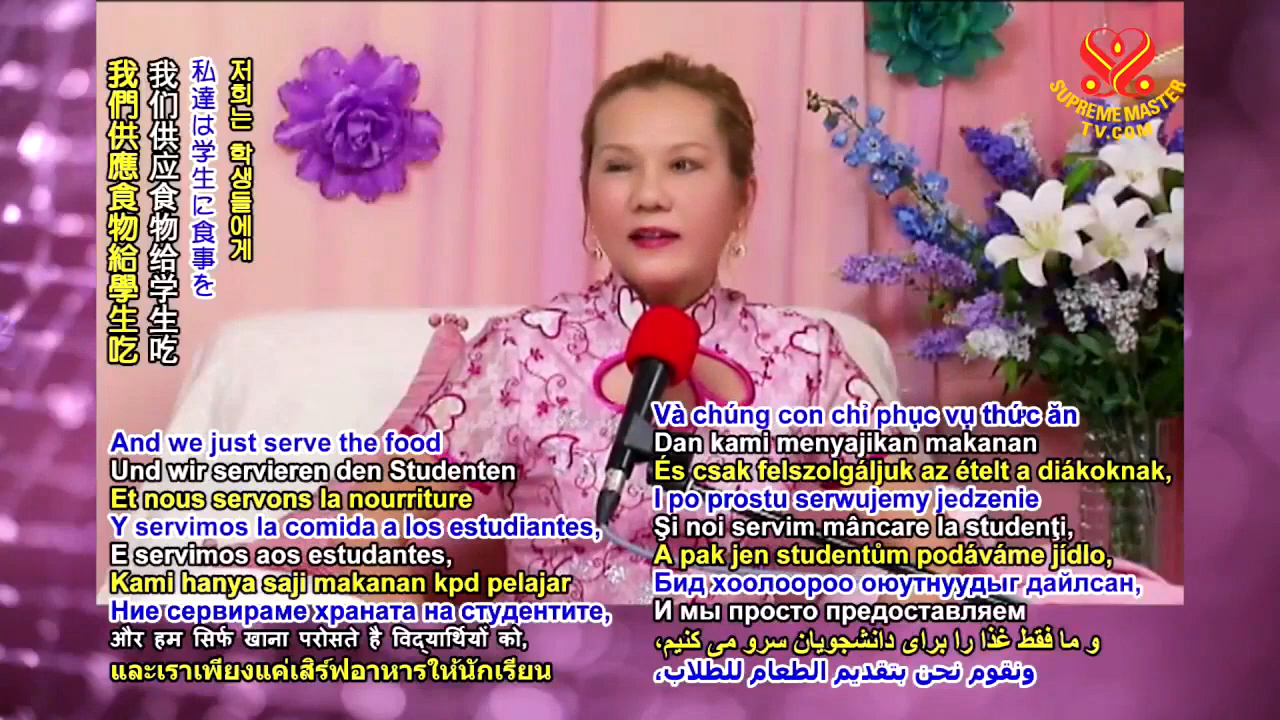 SUPREME MASTER
TV.COM
我們供應食物給學生吃
我们供应食物给学生吃
私達は学生に食事を
저희는 학생들에게
And we just serve the food
Und wir servieren den Studenten
Et nous servons la nourriture
Y servimos la comida a los estudiantes,
E servimos aos estudantes,
Kami hanya saji makanan kpd pelajar
Ние сервираме храната на студентите,
और हम सिर्फ खाना परोसते है विद्यार्थियों को,
และเราเพียงแค่เสิร์ฟอาหารให้นักเรียน
Và chúng con chỉ phục vụ thức ăn
Dan kami menyajikan makanan
És csak felszolgáljuk az ételt a diákoknak,
I po prostu serwujemy jedzenie
Şi noi servim mâncare la studenţi,
A pak jen studentům podáváme jídlo,
Бид хоолоороо оюутнуудыг дайлсан,
И мы просто предоставляем
و ما فقط غذا را برای دانشجویان سرو می کنیم،
ونقوم نحن بتقديم الطعام للطلاب،